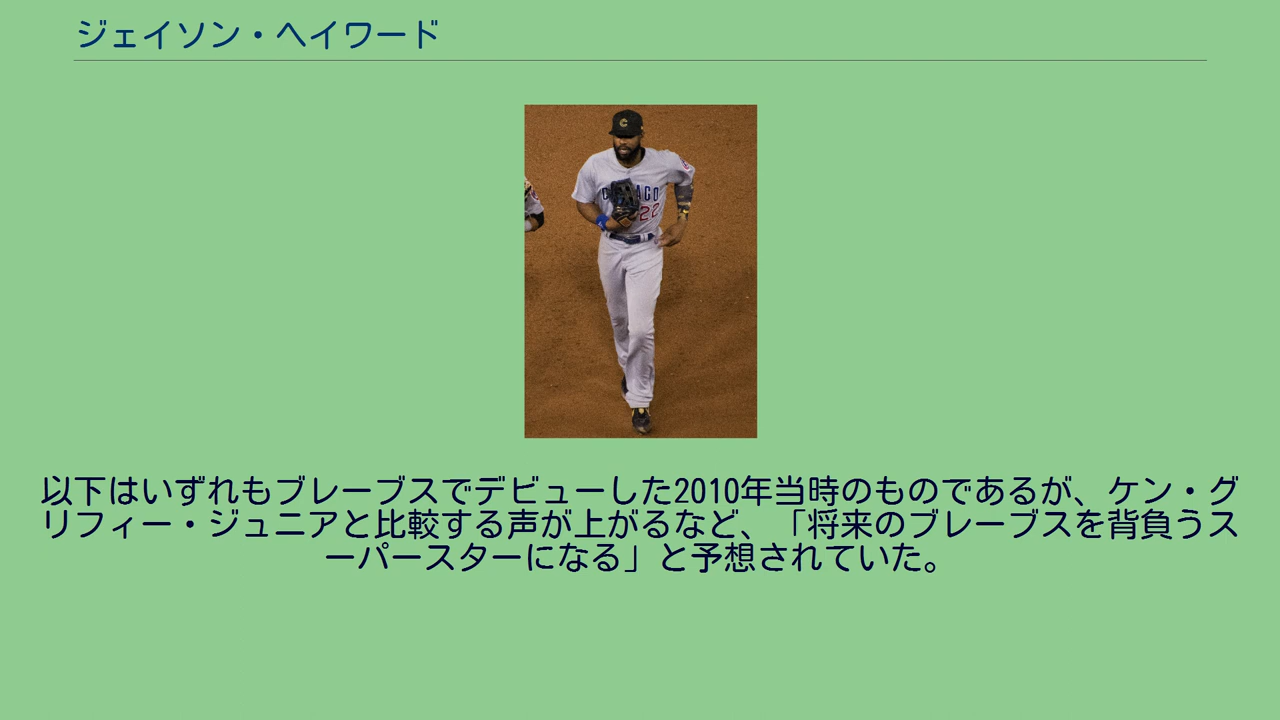 ジェイソン・ヘイワード
C
CHICAGO
22
以下はいずれもブレーブスでデビューした2010年当時のものであるが、ケン・グ
リフィー・ジュニアと比較する声が上がるなど、「将来のブレーブスを背負うス
ーパースターになる」と予想されていた。